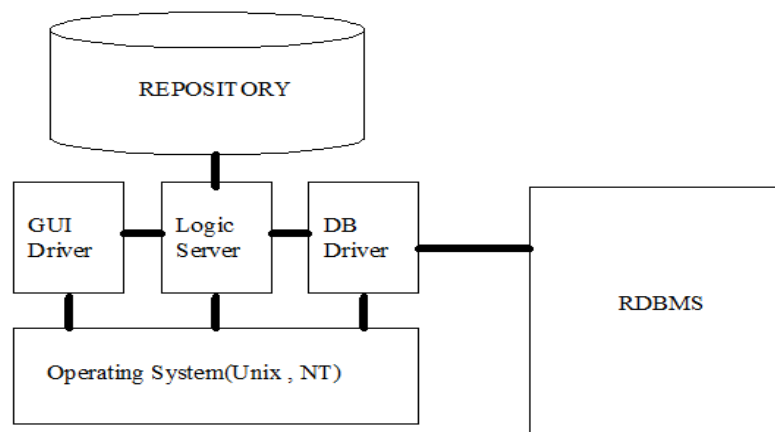 REPOSITORY
GUI
Driver
Logic
Server
DB
Driver
RDBMS
Operating System(Unix , NT)